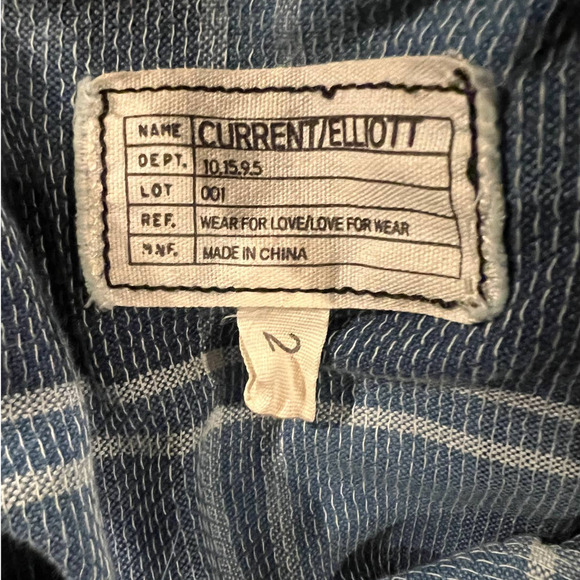 NAME CURRENT/ELLIOTT
DEPT. 10.15.9.5
LOT 001
REF. WEAR FOR LOVE/LOVE FOR WEAR
MNF. MADE IN CHINA
2